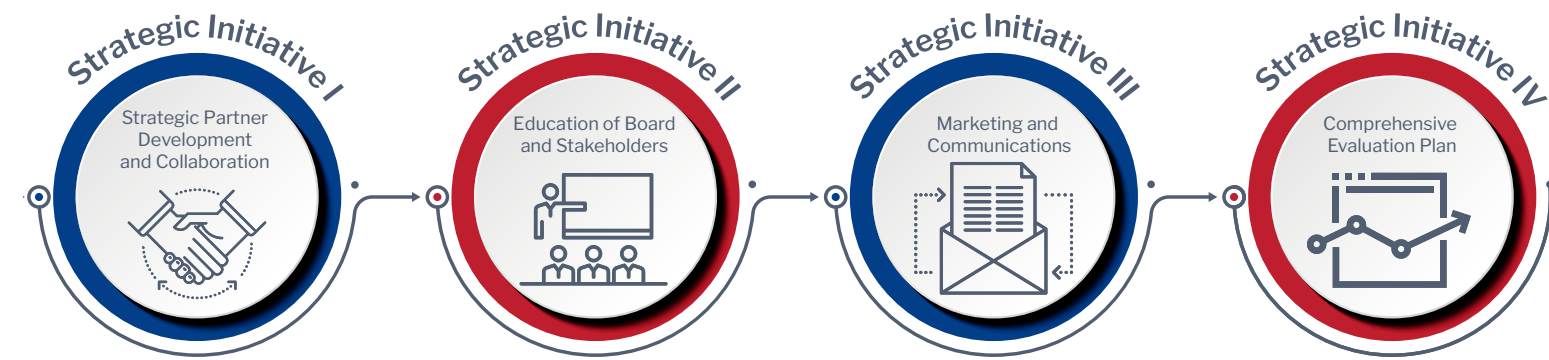 Strategic Initiative I
Strategic Partner
Development
and Collaboration
Strategic Initiative II
Education of Board
and Stakeholders
Strategic Initiative III
Marketing and
Communications
Strategic Initiative IV
Comprehensive
Evaluation Plan